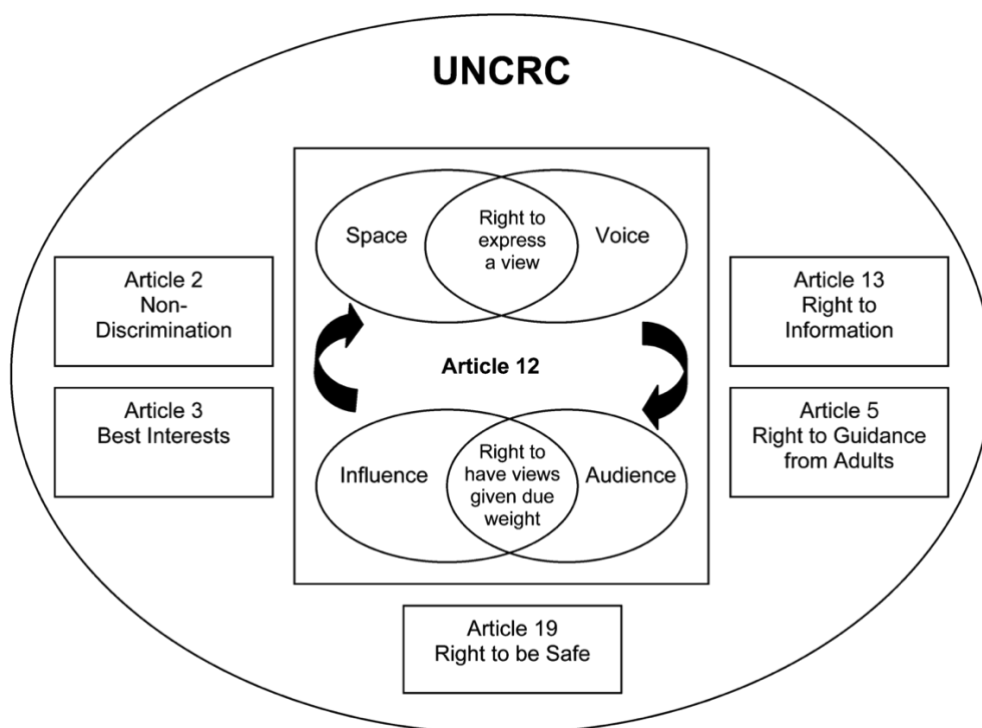 UNCRC
Space
Right to
express
a view
Voice
Article 2
Non-
Discrimination
Article 13
Right to
Information
Article 12
Article 3
Best Interests
Article 5
Right to Guidance
from Adults
Influence
Right to
have views
given due
weight
Audience
Article 19
Right to be Safe